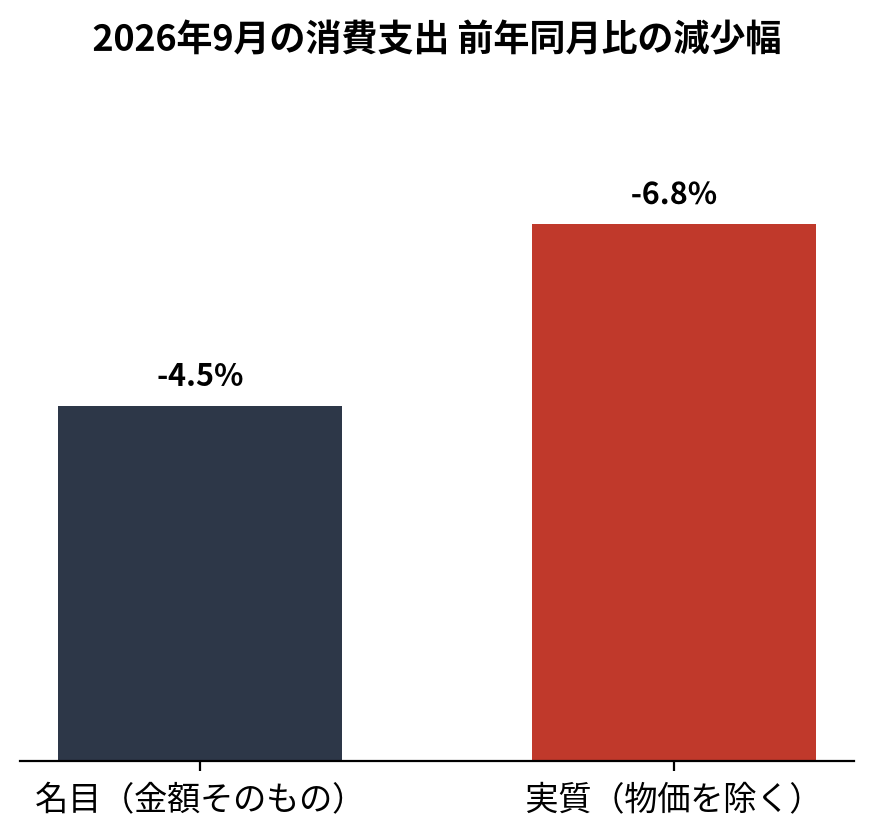 2026年9月の消費支出 前年同月比の減少幅
-6.8%
-4.5%
名目（金額そのもの）
実質（物価を除く）